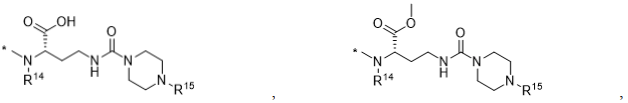 O OH O
* N R14 N H N N R15 ,
O O O
* N R14 N H N N R15 ,